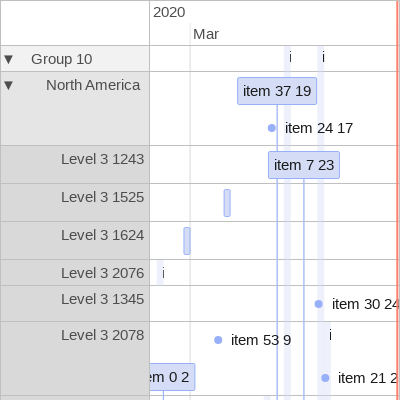 2020
Mar
▼ Group 10 i i
▼ North America item 37 19
item 24 17
Level 3 1243 item 7 23
Level 3 1525
Level 3 1624
Level 3 2076 i
Level 3 1345 item 30 24
Level 3 2078 item 53 9 i
em 0 2 item 21 2